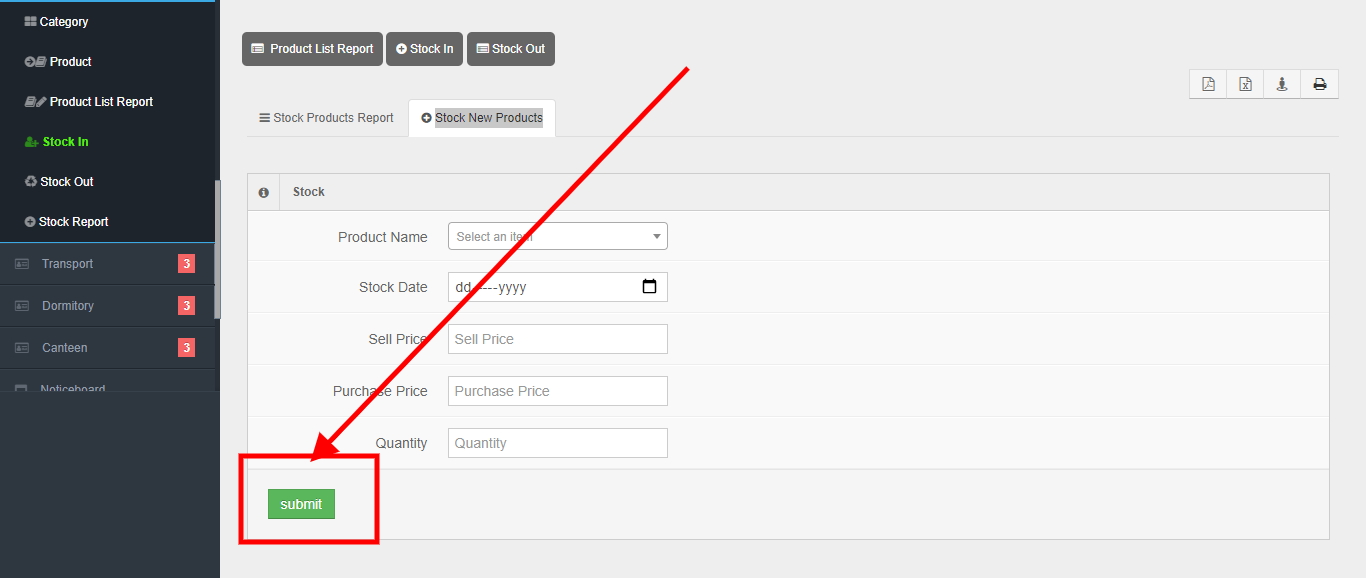 Category
Product
Product List Report
Stock In
Stock Out
Stock Report
Transport 3
Dormitory 3
Canteen 3
Noticeboard
Product List Report Stock In Stock Out
Stock Products Report Stock New Products
Stock
Product Name Select an item
Stock Date dd-----yyyy
Sell Price Sell Price
Purchase Price Purchase Price
Quantity Quantity
submit